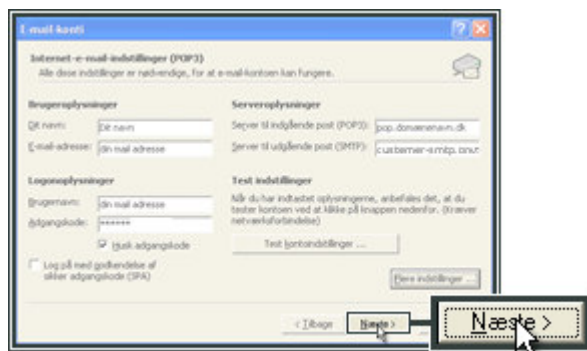 E-mail-konti
Internet-e-mail-indstillinger (POP3)
Alle disse indstillinger er nødvendige, for at e-mail-kontoen kan fungere.
Brugeroplysninger
Dit navn: Dit navn
E-mail-adresse: din mail adresse
Serveroplysninger
Server til indgående post (POP3): pop.domænenavn.dk
Server til udgående post (SMTP): customer-smtp.one
Logonoplysninger
Brugernavn: din mail adresse
Adgangskode: ******
Husk adgangskode
Log på med godkendelse af
sikker adgangskode (SPA)
Test indstillinger
Når du har indtastet oplysningerne, anbefales det, at du
tester kontoen ved at klikke på knappen nedenfor. (Kræver
netværksforbindelse)
Test kontoindstillinger ...
Flere indstillinger ...
< Tilbage
Næste >
Næste >